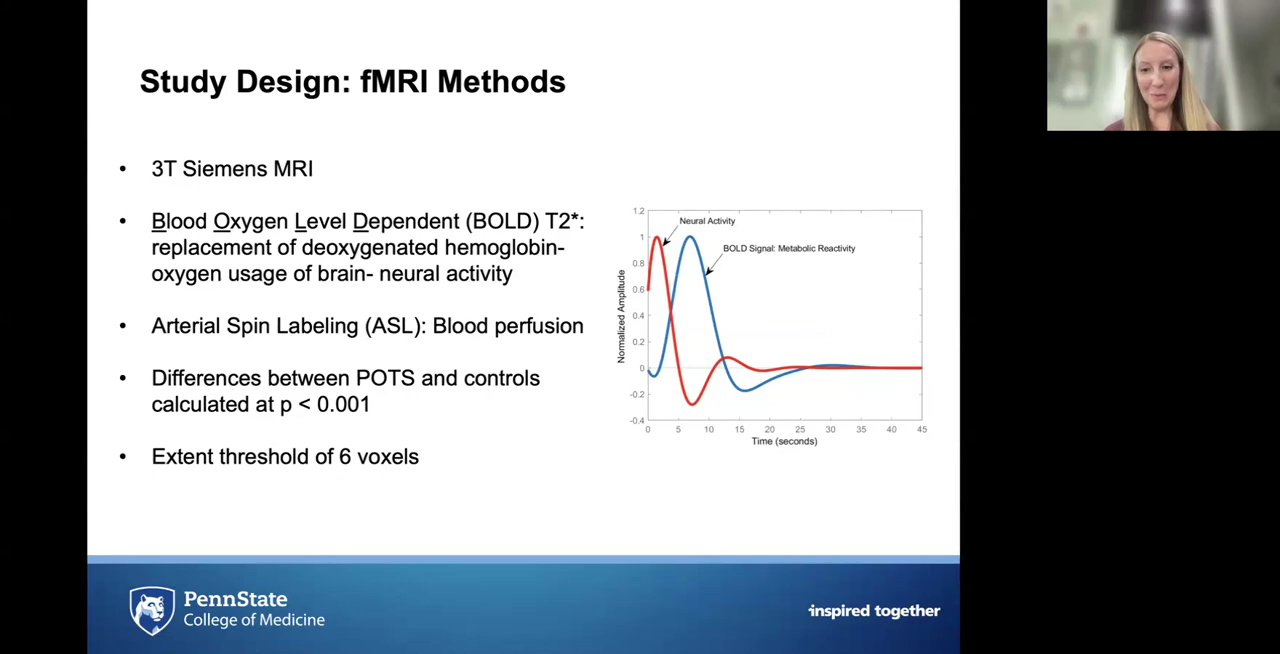 Study Design: fMRI Methods
• 3T Siemens MRI
• Blood Oxygen Level Dependent (BOLD) T2*:
replacement of deoxygenated hemoglobin-
oxygen usage of brain- neural activity
• Arterial Spin Labeling (ASL): Blood perfusion
• Differences between POTS and controls
calculated at p < 0.001
• Extent threshold of 6 voxels
Neural Activity
BOLD Signal: Metabolic Reactivity
Normalized Amplitude
1.2
1
0.8
0.6
0.4
0.2
0
-0.2
-0.4
0 5 10 15 20 25 30 35 40 45
Time (seconds)
PennState
College of Medicine
inspired together